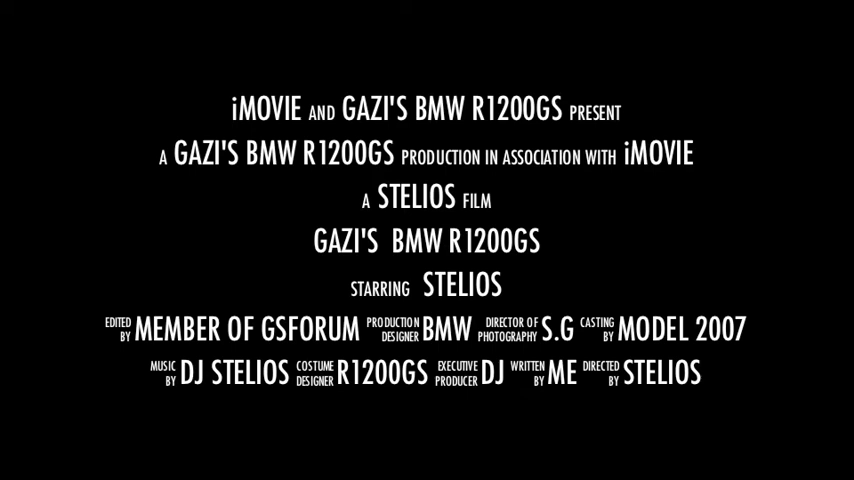 iMOVIE AND GAZI'S BMW R1200GS PRESENT
A GAZI'S BMW R1200GS PRODUCTION IN ASSOCIATION WITH iMOVIE
A STELIOS FILM
GAZI'S BMW R1200GS
STARRING STELIOS
EDITED BY MEMBER OF GSFORUM PRODUCTION DESIGNER BMW DIRECTOR OF PHOTOGRAPHY S.G CASTING BY MODEL 2007
MUSIC BY DJ STELIOS COSTUME DESIGNER R1200GS EXECUTIVE PRODUCER DJ WRITTEN BY ME DIRECTED BY STELIOS